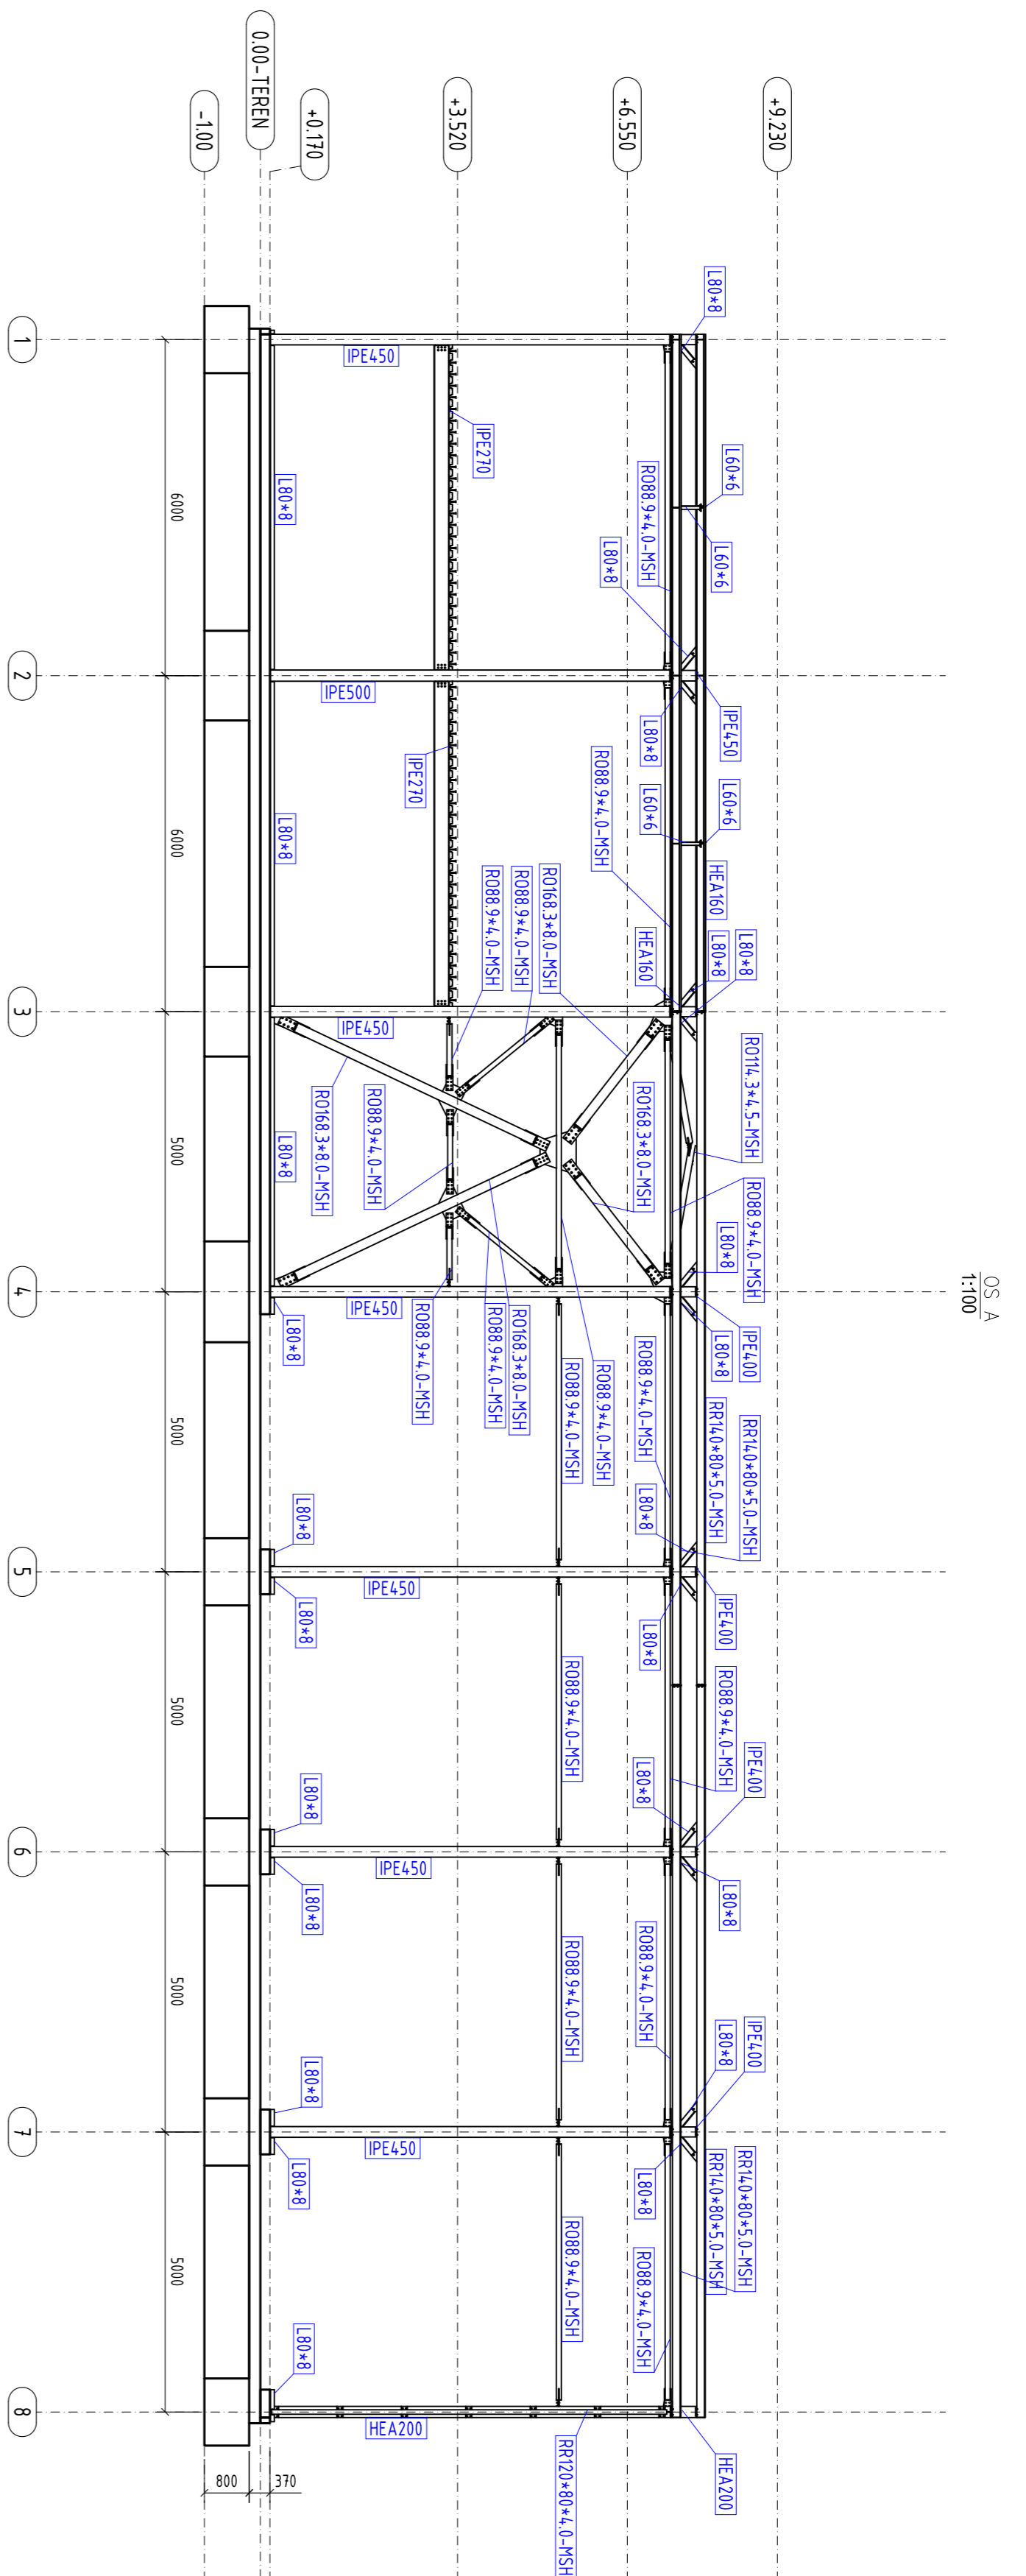 OS A
1:100
+9.230
+6.550
+3.520
+0.170
0.00-TEREN
-1.00
L80*8
L60*6
L60*6
RO88.9*4.0-MSH
L80*8
IPE450
IPE270
L80*8
IPE450
L80*8
L60*6
L60*6
HEA160
RO88.9*4.0-MSH
IPE500
IPE270
L80*8
L80*8
L80*8
HEA160
RO168.3*8.0-MSH
RO88.9*4.0-MSH
RO88.9*4.0-MSH
IPE450
RO168.3*8.0-MSH
RO88.9*4.0-MSH
L80*8
RO114.3*4.5-MSH
RO168.3*8.0-MSH
RO88.9*4.0-MSH
L80*8
IPE400
L80*8
IPE450
L80*8
RO88.9*4.0-MSH
RO88.9*4.0-MSH
RO168.3*8.0-MSH
RO88.9*4.0-MSH
RO88.9*4.0-MSH
RO88.9*4.0-MSH
RR140*80*5.0-MSH
RR140*80*5.0-MSH
L80*8
IPE400
L80*8
L80*8
IPE450
L80*8
RO88.9*4.0-MSH
RO88.9*4.0-MSH
IPE400
L80*8
L80*8
L80*8
IPE450
L80*8
RO88.9*4.0-MSH
RO88.9*4.0-MSH
IPE400
L80*8
L80*8
L80*8
IPE450
L80*8
RR140*80*5.0-MSH
RR140*80*5.0-MSH
RO88.9*4.0-MSH
RO88.9*4.0-MSH
L80*8
HEA200
HEA200
RR120*80*4.0-MSH
6000
6000
5000
5000
5000
5000
5000
370
800
1
2
3
4
5
6
7
8